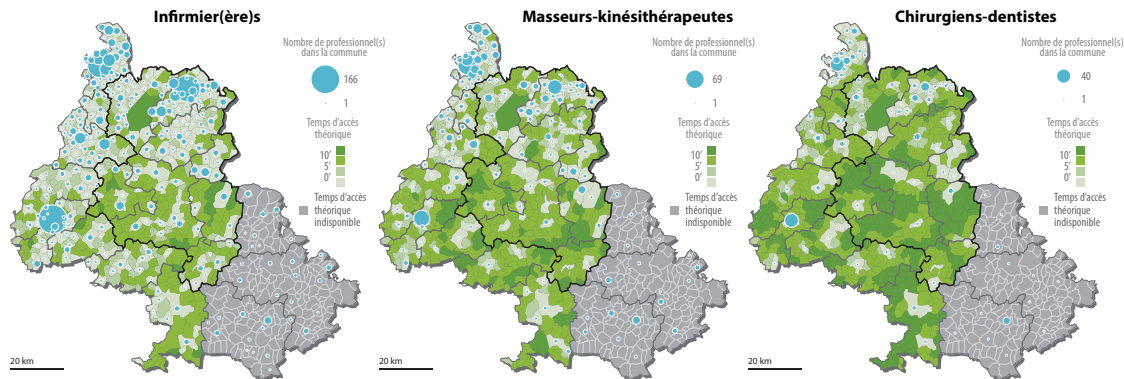 Infirmier(ère)s
Nombre de professionnel(s)
dans la commune
166
1
Temps d'accès
théorique
10'
5'
0'
Temps d'accès
théorique
indisponible
20 km
Masseurs-kinésithérapeutes
Nombre de professionnel(s)
dans la commune
69
1
Temps d'accès
théorique
10'
5'
0'
Temps d'accès
théorique
indisponible
20 km
Chirurgiens-dentistes
Nombre de professionnel(s)
dans la commune
40
1
Temps d'accès
théorique
10'
5'
0'
Temps d'accès
théorique
indisponible
20 km